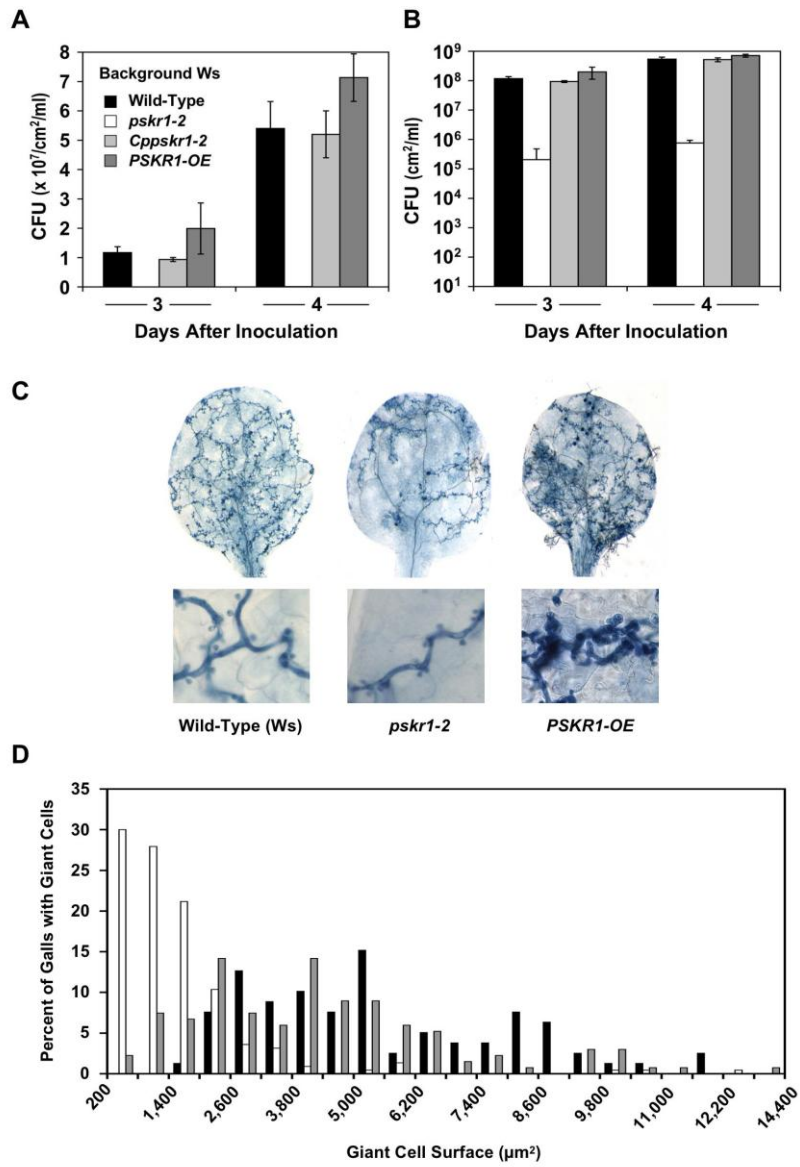 A
B
Background Ws
Wild-Type
pskr1-2
Cppskr1-2
PSKR1-OE
CFU (x 10⁷/cm²/ml)
8
7
6
5
4
3
2
1
0
3
4
Days After Inoculation
CFU (cm²/ml)
10⁹
10⁸
10⁷
10⁶
10⁵
10⁴
10³
10²
10¹
3
4
Days After Inoculation
C
Wild-Type (Ws)
pskr1-2
PSKR1-OE
D
Percent of Galls with Giant Cells
35
30
25
20
15
10
5
0
200
1,400
2,600
3,800
5,000
6,200
7,400
8,600
9,800
11,000
12,200
14,400
Giant Cell Surface (µm²)